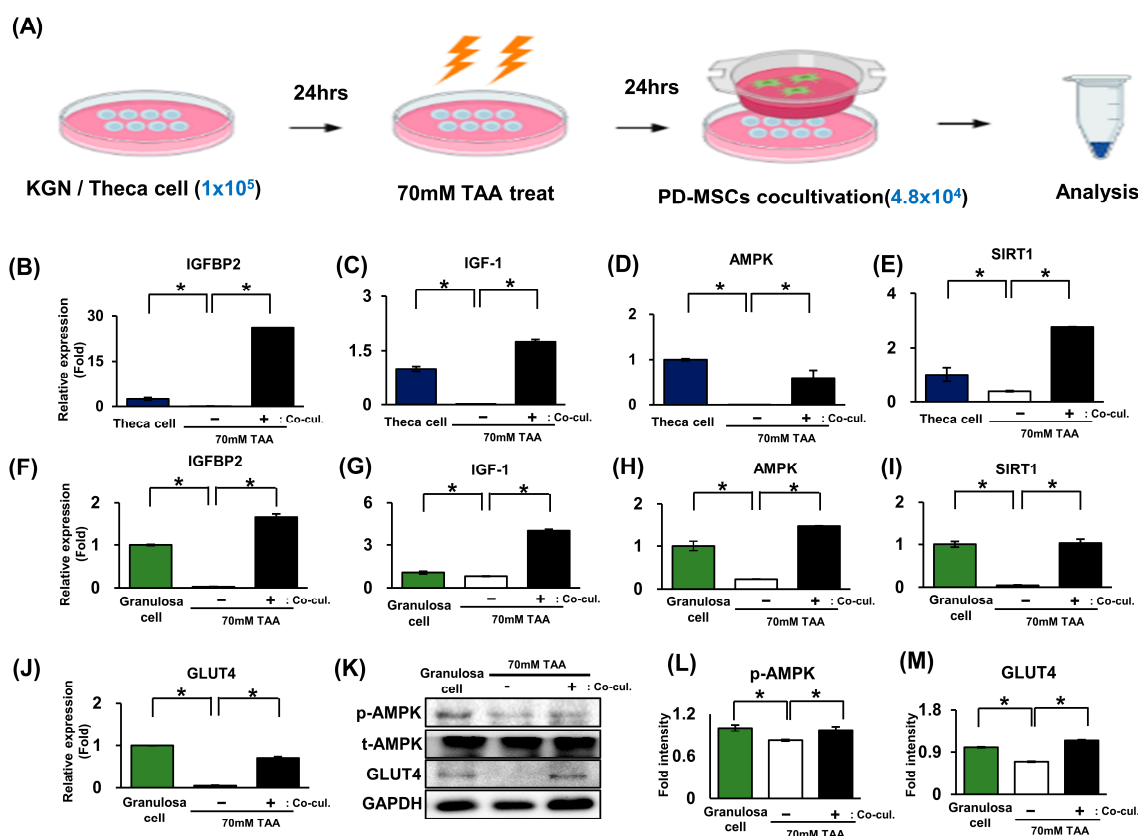 (A)
24hrs
24hrs
KGN / Theca cell (1x10⁵)
70mM TAA treat
PD-MSCs cocultivation(4.8x10⁴)
Analysis
(B)
IGFBP2
* *
Relative expression (Fold)
30
15
0
Theca cell
− + : Co-cul.
70mM TAA
(C)
IGF-1
* *
3
1.5
0
Theca cell
− + : Co-cul.
70mM TAA
(D)
AMPK
* *
2
1
0
Theca cell
− + : Co-cul.
70mM TAA
(E)
SIRT1
* *
4
2
0
Theca cell
− + : Co-cul.
70mM TAA
(F)
IGFBP2
* *
Relative expression (Fold)
2
1
0
Granulosa
cell
− + : Co-cul.
70mM TAA
(G)
IGF-1
* *
6
3
0
Granulosa
cell
− + : Co-cul.
70mM TAA
(H)
AMPK
* *
2
1
0
Granulosa
cell
− + : Co-cul.
70mM TAA
(I)
SIRT1
* *
2
1
0
Granulosa
cell
− + : Co-cul.
70mM TAA
(J)
GLUT4
* *
Relative expression (Fold)
2
1
0
Granulosa
cell
− + : Co-cul.
70mM TAA
(K)
Granulosa
cell
70mM TAA
− + : Co-cul.
p-AMPK
t-AMPK
GLUT4
GAPDH
(L)
p-AMPK
* *
Fold intensity
1.2
0.6
0
Granulosa
cell
− + : Co-cul.
70mM TAA
(M)
GLUT4
* *
Fold intensity
1.8
0.9
0
Granulosa
cell
− + : Co-cul.
70mM TAA